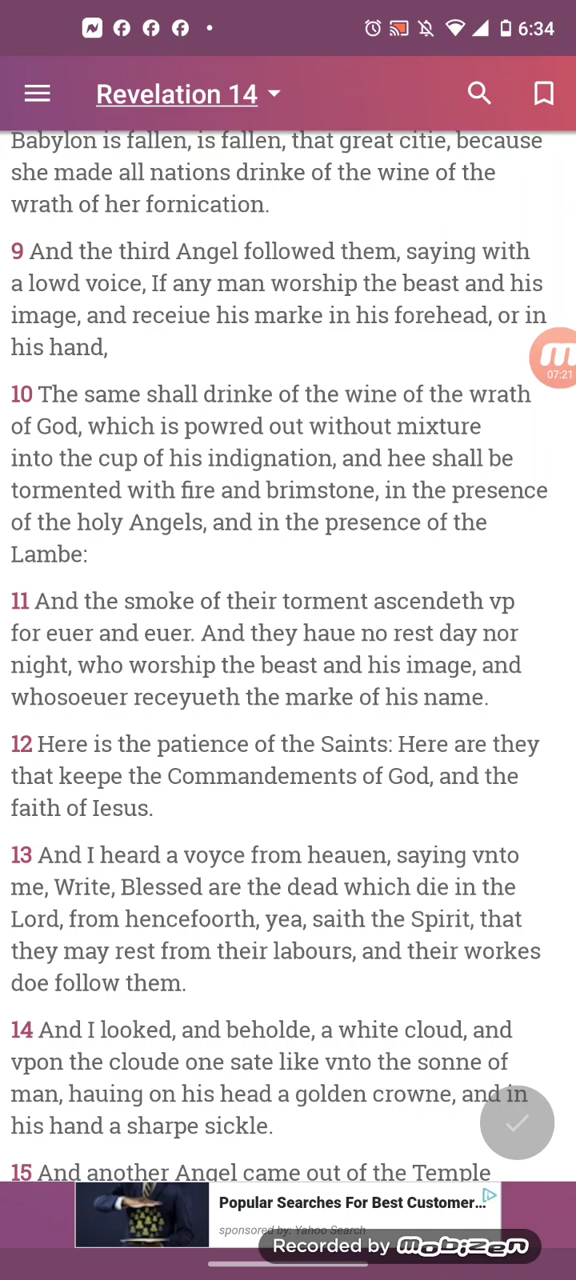 6:34
Revelation 14
Babylon is fallen, is fallen, that great citie, because
she made all nations drinke of the wine of the
wrath of her fornication.
9 And the third Angel followed them, saying with
a lowd voice, If any man worship the beast and his
image, and receiue his marke in his forehead, or in
his hand,
m
07:21
10 The same shall drinke of the wine of the wrath
of God, which is powred out without mixture
into the cup of his indignation, and hee shall be
tormented with fire and brimstone, in the presence
of the holy Angels, and in the presence of the
Lambe:
11 And the smoke of their torment ascendeth vp
for euer and euer. And they haue no rest day nor
night, who worship the beast and his image, and
whosoeuer receyueth the marke of his name.
12 Here is the patience of the Saints: Here are they
that keepe the Commandements of God, and the
faith of Iesus.
13 And I heard a voyce from heauen, saying vnto
me, Write, Blessed are the dead which die in the
Lord, from hencefoorth, yea, saith the Spirit, that
they may rest from their labours, and their workes
doe follow them.
14 And I looked, and beholde, a white cloud, and
vpon the cloude one sate like vnto the sonne of
man, hauing on his head a golden crowne, and in
his hand a sharpe sickle.
15 And another Angel came out of the Temple
Popular Searches For Best Customer...
sponsored by: Yahoo Search
Recorded by mobizen